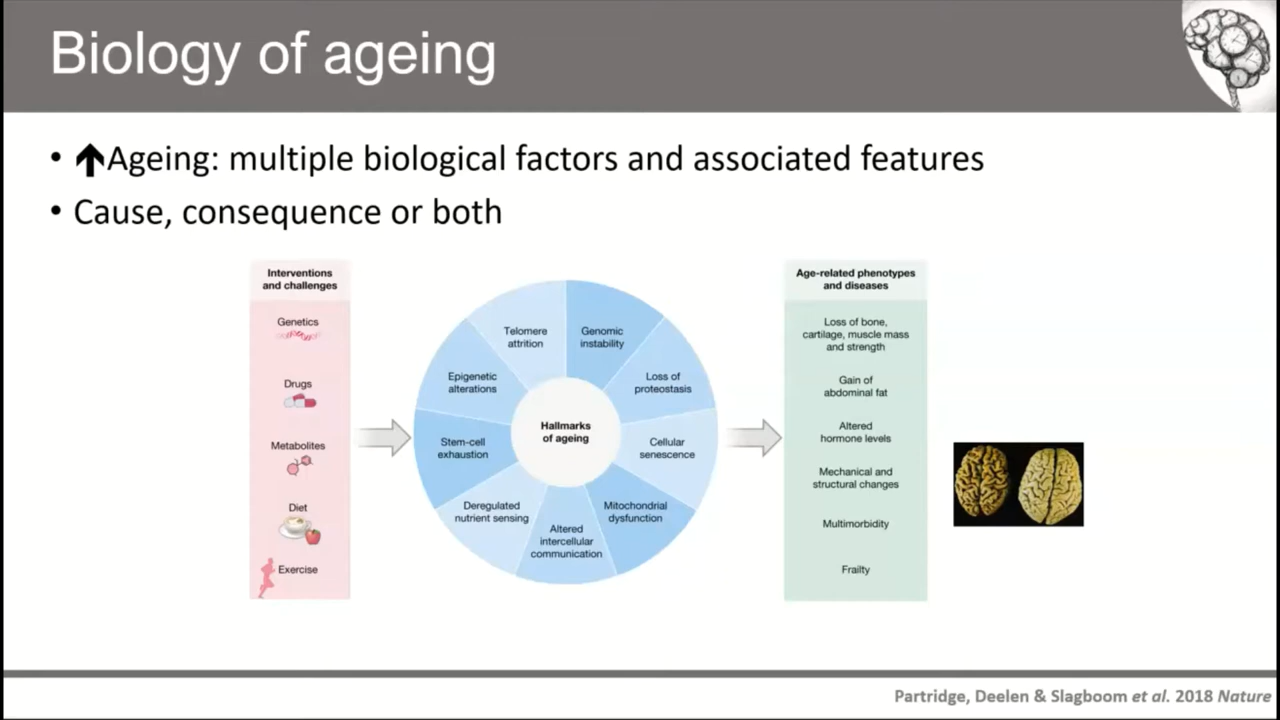 Biology of ageing
• ↑Ageing: multiple biological factors and associated features
• Cause, consequence or both
Interventions
and challenges
Genetics
Drugs
Metabolites
Diet
Exercise
Telomere
attrition
Genomic
instability
Loss of
proteostasis
Cellular
senescence
Mitochondrial
dysfunction
Altered
intercellular
communication
Deregulated
nutrient sensing
Stem-cell
exhaustion
Epigenetic
alterations
Hallmarks
of ageing
Age-related phenotypes
and diseases
Loss of bone,
cartilage, muscle mass
and strength
Gain of
abdominal fat
Altered
hormone levels
Mechanical and
structural changes
Multimorbidity
Frailty
Partridge, Deelen & Slagboom et al. 2018 Nature